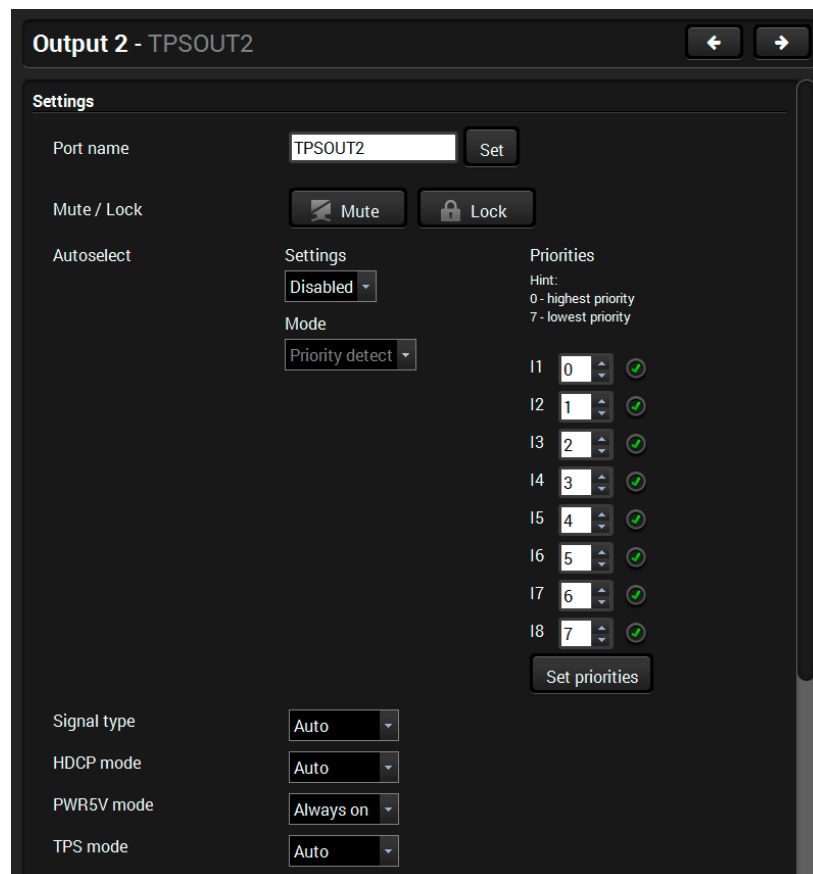 Output 2 - TPSOUT2
Settings
Port name TPSOUT2 Set
Mute / Lock Mute Lock
Autoselect Settings Priorities
Disabled Hint:
0 - highest priority
Mode 7 - lowest priority
Priority detect
I1 0
I2 1
I3 2
I4 3
I5 4
I6 5
I7 6
I8 7
Set priorities
Signal type Auto
HDCP mode Auto
PWR5V mode Always on
TPS mode Auto